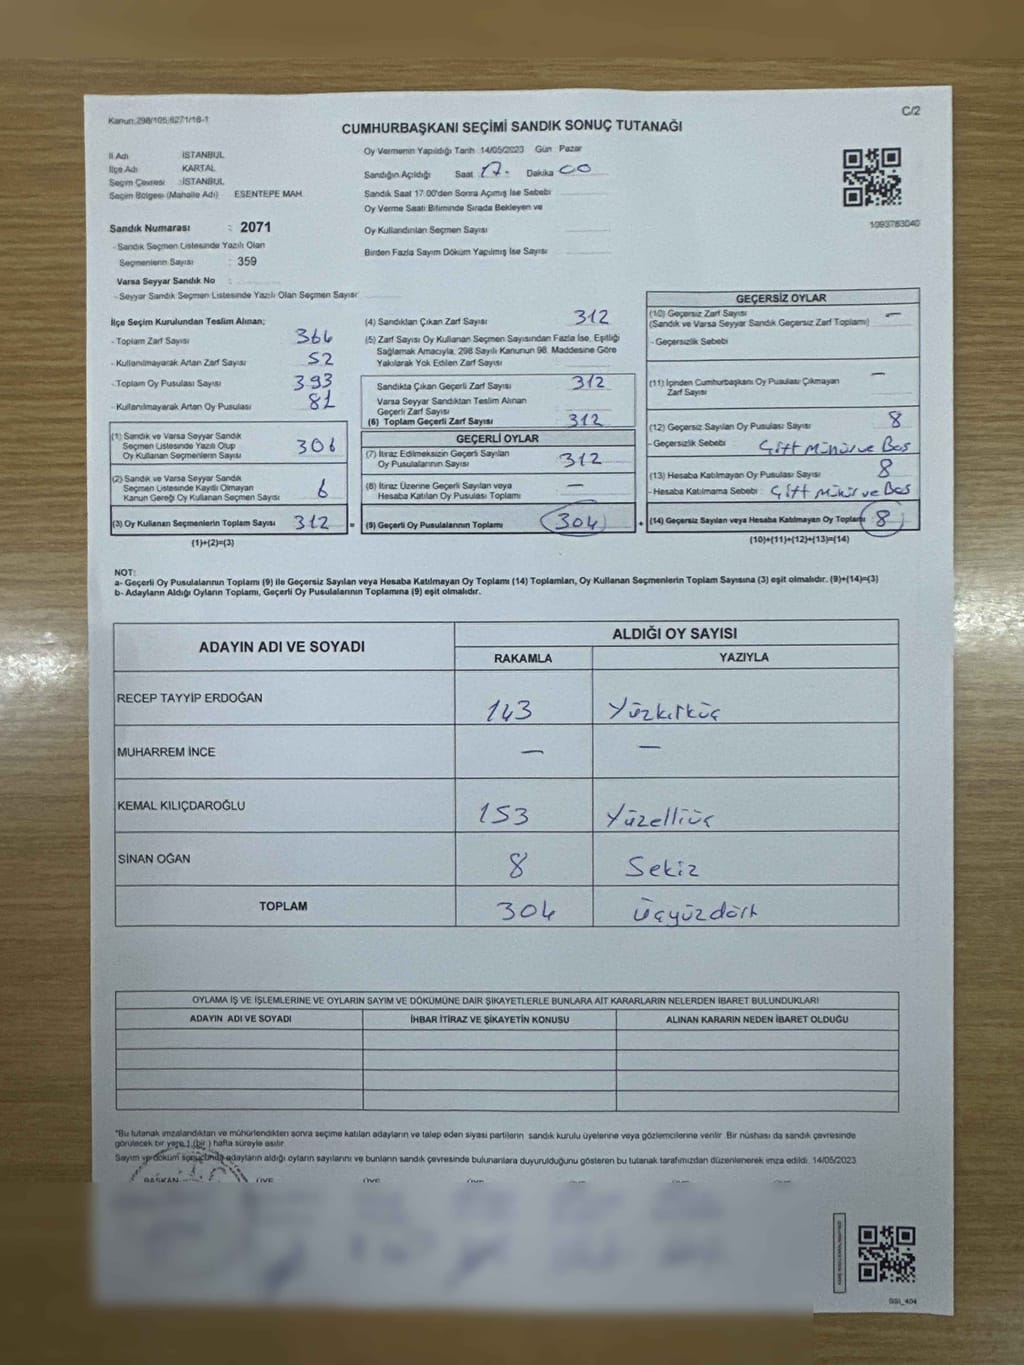 Kanun:298/105,6271/18-1
C/2
CUMHURBAŞKANI SEÇİMİ SANDIK SONUÇ TUTANAĞI
İl Adı : İSTANBUL
İlçe Adı : KARTAL
Seçim Çevresi : İSTANBUL
Seçim Bölgesi (Mahalle Adı) ESENTEPE MAH.
Sandık Numarası : 2071
- Sandık Seçmen Listesinde Yazılı Olan
Seçmenlerin Sayısı : 359
Varsa Seyyar Sandık No :
- Seyyar Sandık Seçmen Listesinde Yazılı Olan Seçmen Sayısı
Oy Vermenin Yapıldığı Tarih 14/05/2023 Gün Pazar
Sandığın Açıldığı Saat 17- Dakika 00
Sandık Saat 17:00'den Sonra Açımış İse Sebebi
Oy Verme Saati Bitiminde Sırada Bekleyen ve
Oy Kullandırılan Seçmen Sayısı
Birden Fazla Sayım Döküm Yapılmış İse Sayısı
1093783040
İlçe Seçim Kurulundan Teslim Alınan;
- Toplam Zarf Sayısı 364
- Kullanılmayarak Artan Zarf Sayısı 52
- Toplam Oy Pusulası Sayısı 393
- Kullanılmayarak Artan Oy Pusulası 81
(1) Sandık ve Varsa Seyyar Sandık
Seçmen Listesinde Yazılı Olup
Oy Kullanan Seçmenlerin Sayısı 306
(2) Sandık ve Varsa Seyyar Sandık
Seçmen Listesinde Kayıtlı Olmayan
Kanun Gereği Oy Kullanan Seçmen Sayısı 6
(3) Oy Kullanan Seçmenlerin Toplam Sayısı 312 =
(1)+(2)=(3)
(4) Sandıktan Çıkan Zarf Sayısı 312
(5) Zarf Sayısı Oy Kullanan Seçmen Sayısından Fazla İse, Eşitliği
Sağlamak Amacıyla, 298 Sayılı Kanunun 98. Maddesine Göre
Yakılarak Yok Edilen Zarf Sayısı
Sandıkta Çıkan Geçerli Zarf Sayısı 312
Varsa Seyyar Sandıktan Teslim Alınan
Geçerli Zarf Sayısı
(6) Toplam Geçerli Zarf Sayısı 312
GEÇERLİ OYLAR
(7) İtiraz Edilmeksizin Geçerli Sayılan
Oy Pusulalarının Sayısı 312
(8) İtiraz Üzerine Geçerli Sayılan veya
Hesaba Katılan Oy Pusulası Toplamı —
(9) Geçerli Oy Pusulalarının Toplamı 304 +
GEÇERSİZ OYLAR
(10) Geçersiz Zarf Sayısı —
(Sandık ve Varsa Seyyar Sandık Geçersiz Zarf Toplamı)
- Geçersizlik Sebebi
(11) İçinden Cumhurbaşkanı Oy Pusulası Çıkmayan
Zarf Sayısı —
(12) Geçersiz Sayılan Oy Pusulası Sayısı 8
- Geçersizlik Sebebi : Çift Mühür ve Boş
(13) Hesaba Katılmayan Oy Pusulası Sayısı 8
- Hesaba Katılmama Sebebi : Çift Mühür ve Boş
(14) Geçersiz Sayılan veya Hesaba Katılmayan Oy Toplamı 8
(10)+(11)+(12)+(13)=(14)
NOT:
a- Geçerli Oy Pusulalarının Toplamı (9) ile Geçersiz Sayılan veya Hesaba Katılmayan Oy Toplamı (14) Toplamları, Oy Kullanan Seçmenlerin Toplam Sayısına (3) eşit olmalıdır. (9)+(14)=(3)
b- Adayların Aldığı Oyların Toplamı, Geçerli Oy Pusulalarının Toplamına (9) eşit olmalıdır.
ADAYIN ADI VE SOYADI
ALDIĞI OY SAYISI
RAKAMLA YAZIYLA
RECEP TAYYİP ERDOĞAN 143 Yüzkırküç
MUHARREM İNCE — —
KEMAL KILIÇDAROĞLU 153 Yüzelliüç
SİNAN OĞAN 8 Sekiz
TOPLAM 304 Üçyüzdört
OYLAMA İŞ VE İŞLEMLERİNE VE OYLARIN SAYIM VE DÖKÜMÜNE DAİR ŞİKAYETLERLE BUNLARA AİT KARARLARIN NELERDEN İBARET BULUNDUKLARI
ADAYIN ADI VE SOYADI İHBAR İTİRAZ VE ŞİKAYETİN KONUSU ALINAN KARARIN NEDEN İBARET OLDUĞU
"Bu tutanak imzalandıktan ve mühürlendikten sonra seçime katılan adayların ve talep eden siyasi partilerin sandık kurulu üyelerine veya gözlemcilerine verilir. Bir nüshası da sandık çevresinde
görülecek bir yere 1 (bir ) hafta süreyle asılır.
Sayım ve döküm sonucunda adayların aldığı oyların sayılarını ve bunların sandık çevresinde bulunanlara duyurulduğunu gösteren bu tutanak tarafımızdan düzenlenerek imza edildi. 14/05/2023
BAŞKAN ÜYE ÜYE ÜYE ÜYE ÜYE ÜYE